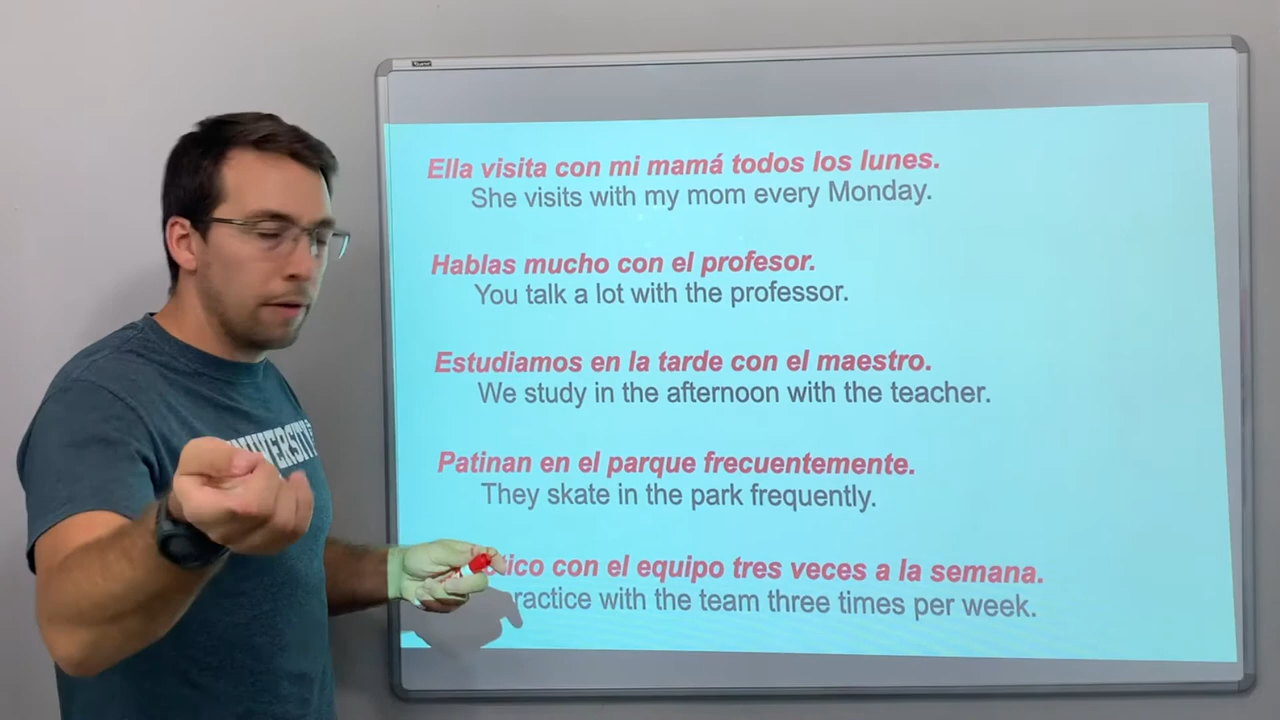 Ella visita con mi mamá todos los lunes.
She visits with my mom every Monday.
Hablas mucho con el profesor.
You talk a lot with the professor.
Estudiamos en la tarde con el maestro.
We study in the afternoon with the teacher.
Patinan en el parque frecuentemente.
They skate in the park frequently.
con el equipo tres veces a la semana.
with the team three times per week.